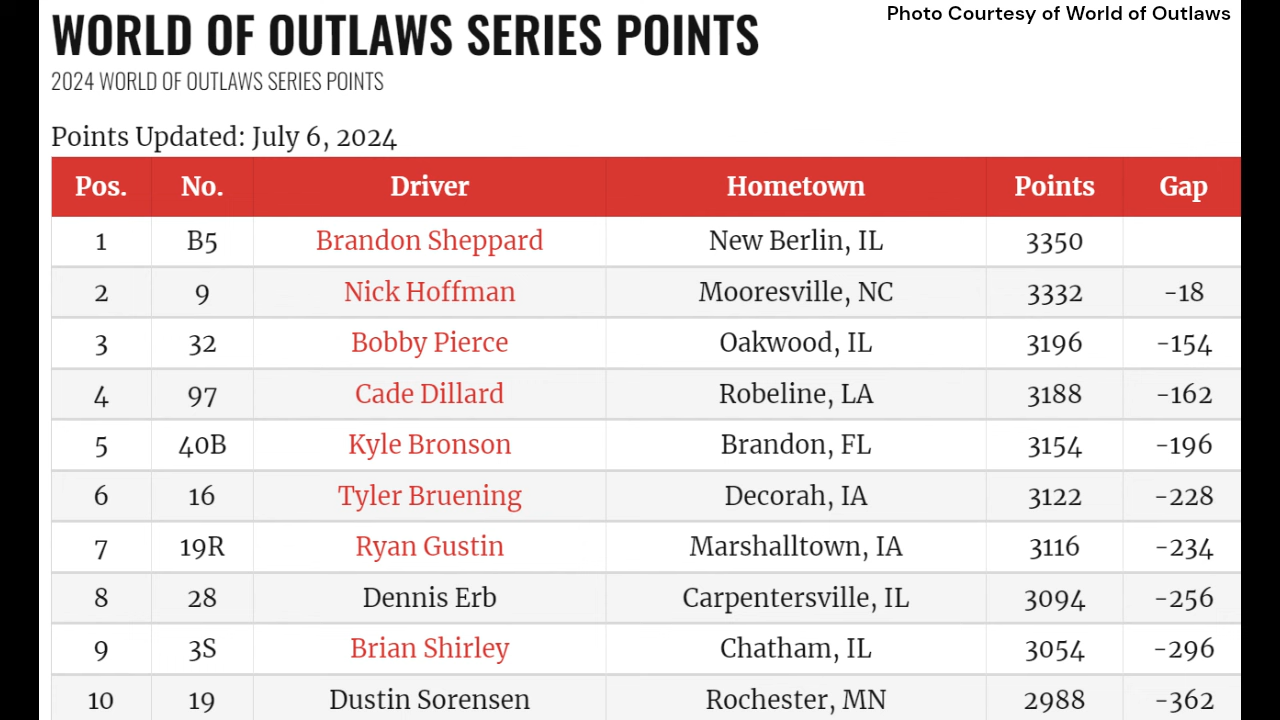 Photo Courtesy of World of Outlaws
WORLD OF OUTLAWS SERIES POINTS
2024 WORLD OF OUTLAWS SERIES POINTS
Points Updated: July 6, 2024
Pos. No. Driver Hometown Points Gap
1 B5 Brandon Sheppard New Berlin, IL 3350
2 9 Nick Hoffman Mooresville, NC 3332 -18
3 32 Bobby Pierce Oakwood, IL 3196 -154
4 97 Cade Dillard Robeline, LA 3188 -162
5 40B Kyle Bronson Brandon, FL 3154 -196
6 16 Tyler Bruening Decorah, IA 3122 -228
7 19R Ryan Gustin Marshalltown, IA 3116 -234
8 28 Dennis Erb Carpentersville, IL 3094 -256
9 3S Brian Shirley Chatham, IL 3054 -296
10 19 Dustin Sorensen Rochester, MN 2988 -362